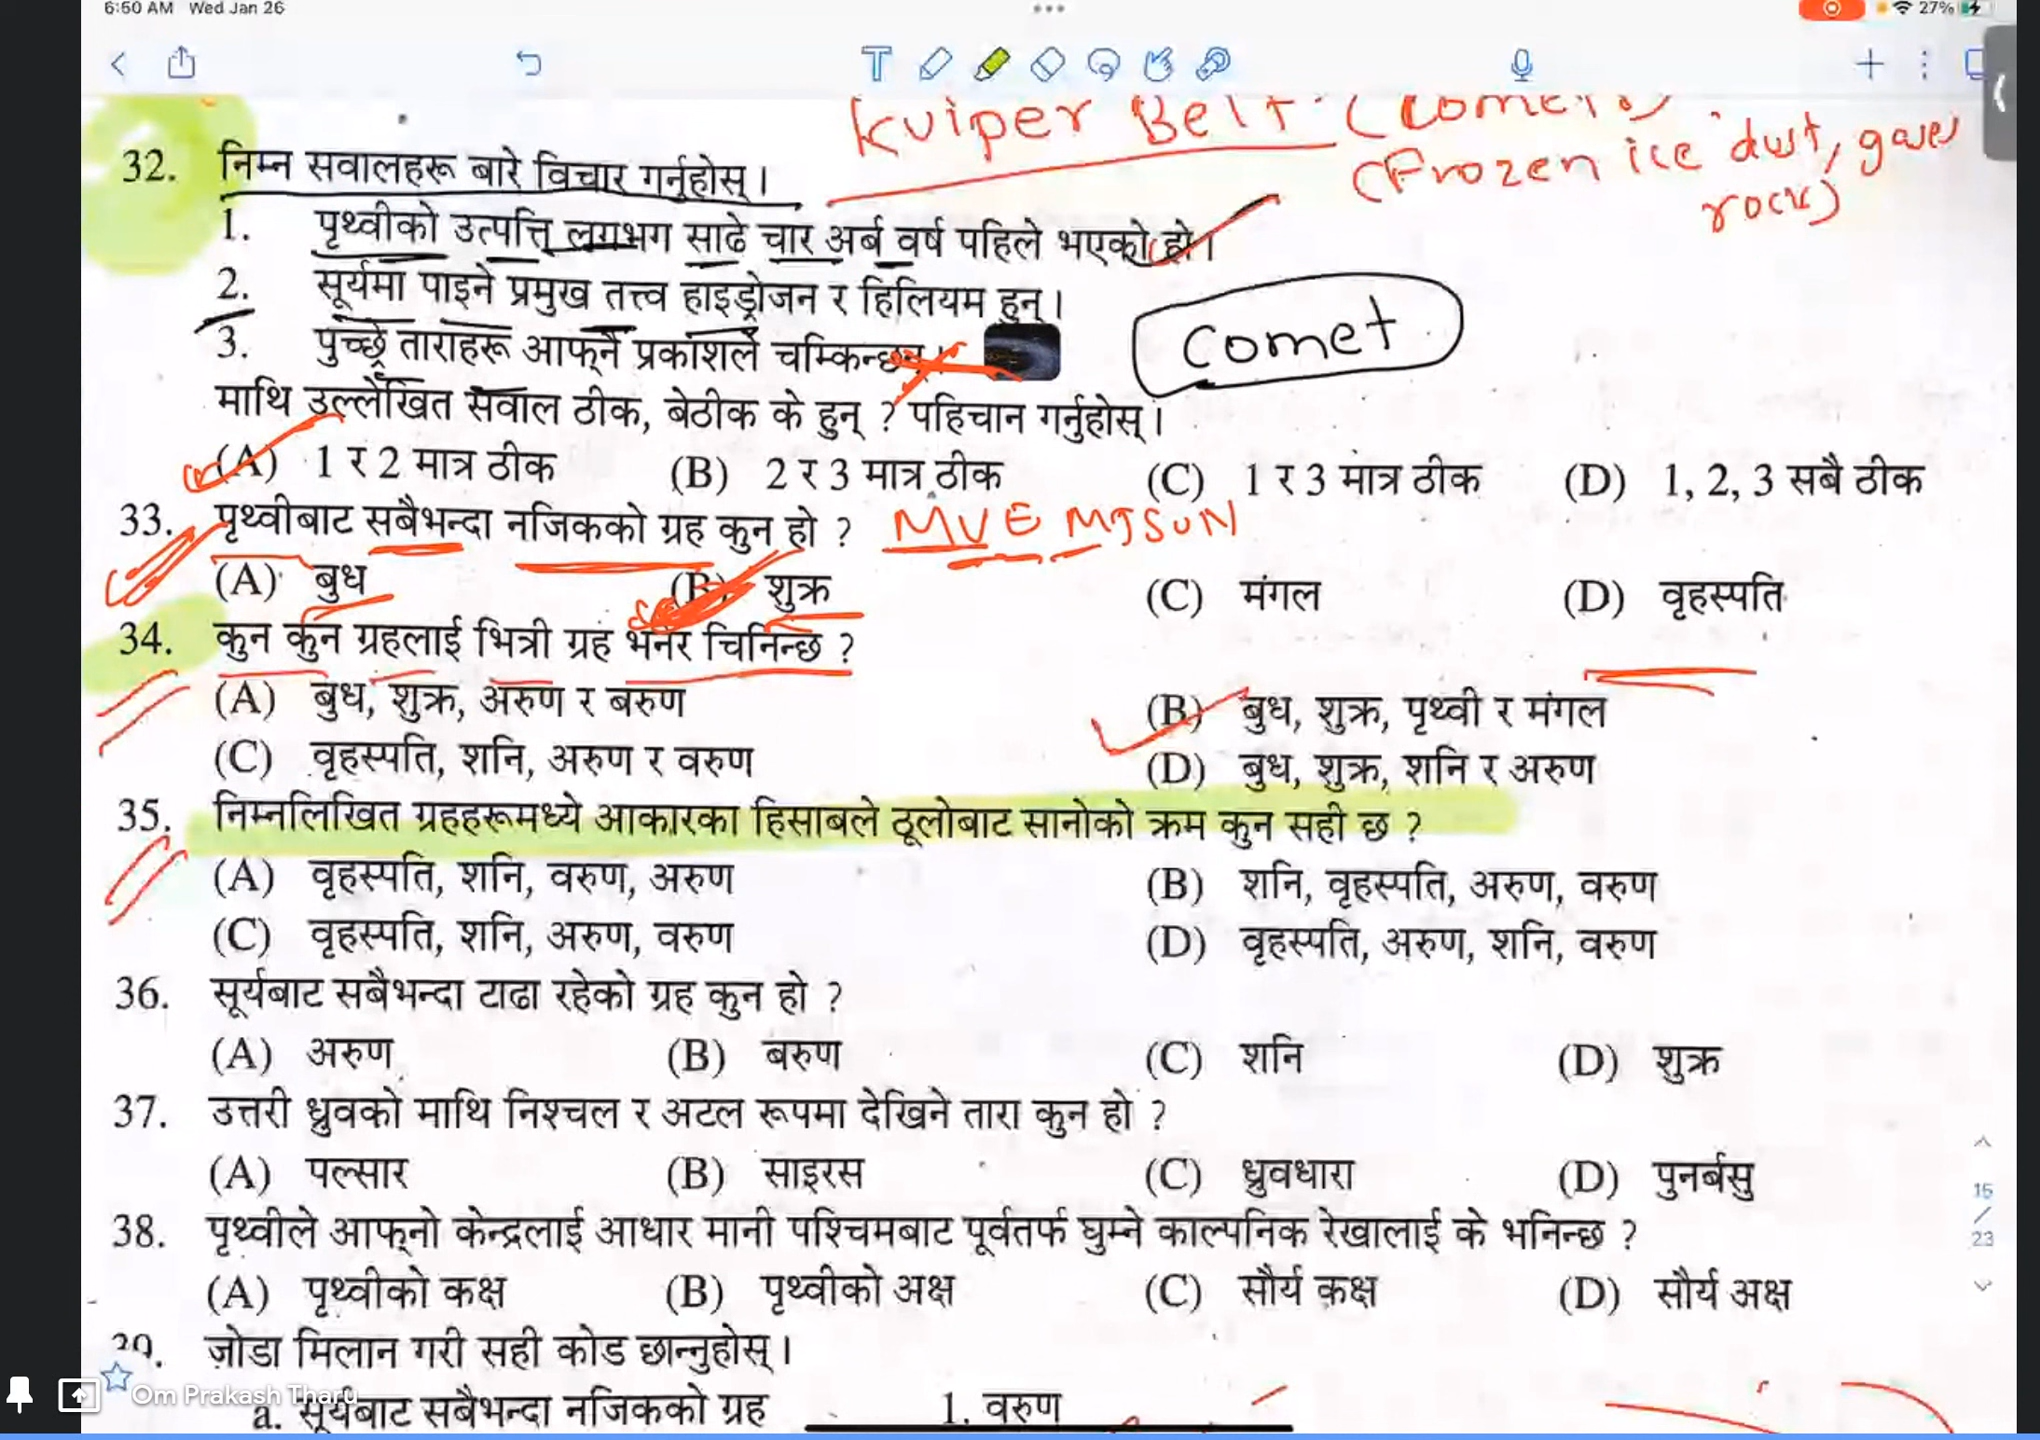 6:50 AM Wed Jan 26
27%
Kuiper Belt (Comets)
(Frozen ice dust, gases
rock)
32. निम्न सवालहरू बारे विचार गर्नुहोस् ।
1. पृथ्वीको उत्पत्ति लगभग साढे चार अर्ब वर्ष पहिले भएको हो ।
2. सूर्यमा पाइने प्रमुख तत्त्व हाइड्रोजन र हिलियम हुन् ।
3. पुच्छ्रे ताराहरू आफ्नै प्रकाशले चम्किन्छन् ।
Comet
माथि उल्लेखित सवाल ठीक, बेठीक के हुन् ? पहिचान गर्नुहोस् ।
(A) 1 र 2 मात्र ठीक (B) 2 र 3 मात्र ठीक (C) 1 र 3 मात्र ठीक (D) 1, 2, 3 सबै ठीक
33. पृथ्वीबाट सबैभन्दा नजिकको ग्रह कुन हो ? MVEMJSUN
(A) बुध (B) शुक्र (C) मंगल (D) वृहस्पति
34. कुन कुन ग्रहलाई भित्री ग्रह भनेर चिनिन्छ ?
(A) बुध, शुक्र, अरुण र बरुण (B) बुध, शुक्र, पृथ्वी र मंगल
(C) वृहस्पति, शनि, अरुण र वरुण (D) बुध, शुक्र, शनि र अरुण
35. निम्नलिखित ग्रहहरूमध्ये आकारका हिसाबले ठूलोबाट सानोको क्रम कुन सही छ ?
(A) वृहस्पति, शनि, वरुण, अरुण (B) शनि, वृहस्पति, अरुण, वरुण
(C) वृहस्पति, शनि, अरुण, वरुण (D) वृहस्पति, अरुण, शनि, वरुण
36. सूर्यबाट सबैभन्दा टाढा रहेको ग्रह कुन हो ?
(A) अरुण (B) बरुण (C) शनि (D) शुक्र
37. उत्तरी ध्रुवको माथि निश्चल र अटल रूपमा देखिने तारा कुन हो ?
(A) पल्सार (B) साइरस (C) ध्रुवधारा (D) पुनर्बसु
15
/
23
38. पृथ्वीले आफ्नो केन्द्रलाई आधार मानी पश्चिमबाट पूर्वतर्फ घुम्ने काल्पनिक रेखालाई के भनिन्छ ?
(A) पृथ्वीको कक्ष (B) पृथ्वीको अक्ष (C) सौर्य कक्ष (D) सौर्य अक्ष
39. जोडा मिलान गरी सही कोड छान्नुहोस् ।
Om Prakash Tharu
a. सूर्यबाट सबैभन्दा नजिकको ग्रह 1. वरुण